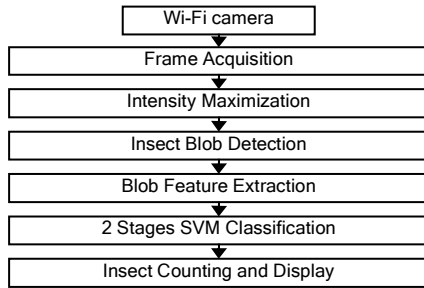 Wi-Fi camera
Frame Acquisition
Intensity Maximization
Insect Blob Detection
Blob Feature Extraction
2 Stages SVM Classification
Insect Counting and Display